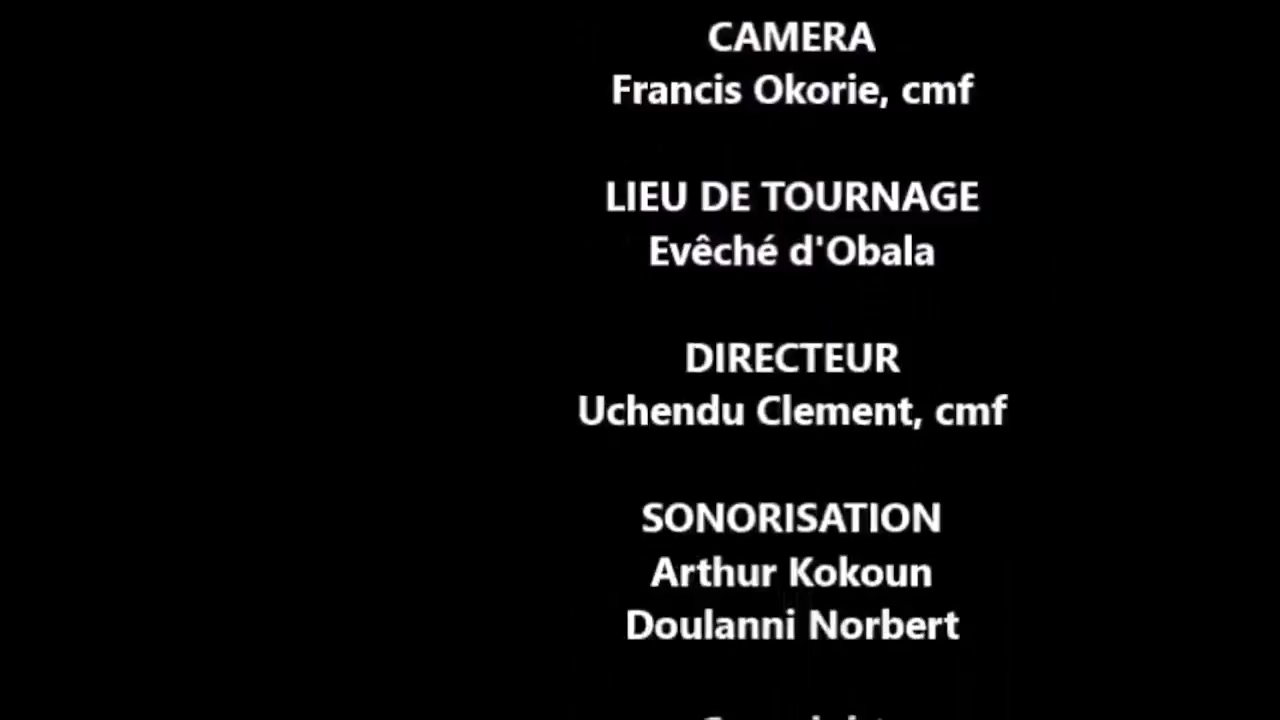 CAMERA
Francis Okorie, cmf
LIEU DE TOURNAGE
Evêché d'Obala
DIRECTEUR
Uchendu Clement, cmf
SONORISATION
Arthur Kokoun
Doulanni Norbert